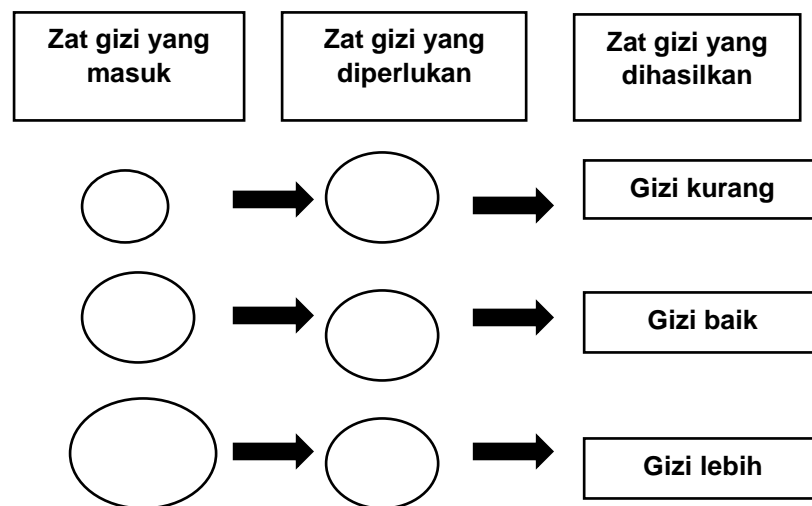 Zat gizi yang
masuk
Zat gizi yang
diperlukan
Zat gizi yang
dihasilkan
Gizi kurang
Gizi baik
Gizi lebih